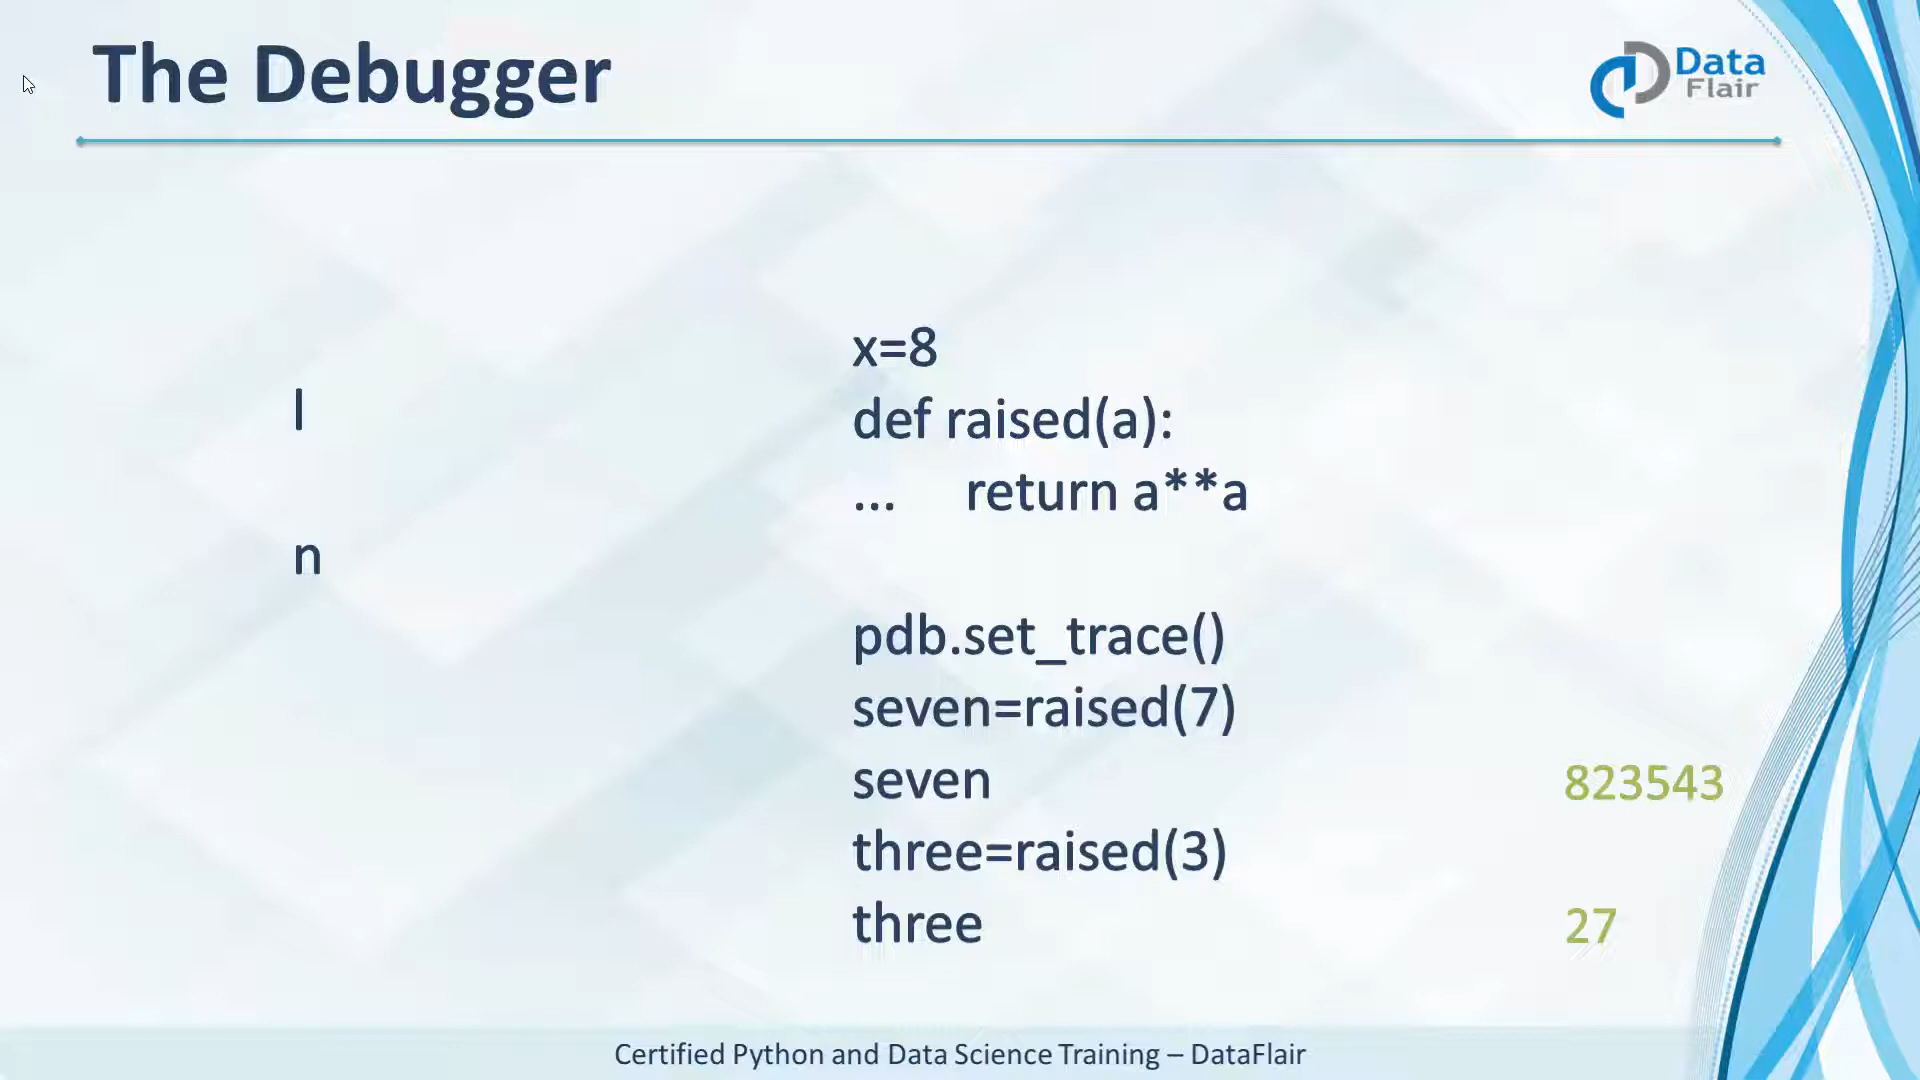 The Debugger
Data
Flair
x=8
l
def raised(a):
... return a**a
n
pdb.set_trace()
seven=raised(7)
seven 823543
three=raised(3)
three 27
Certified Python and Data Science Training – DataFlair